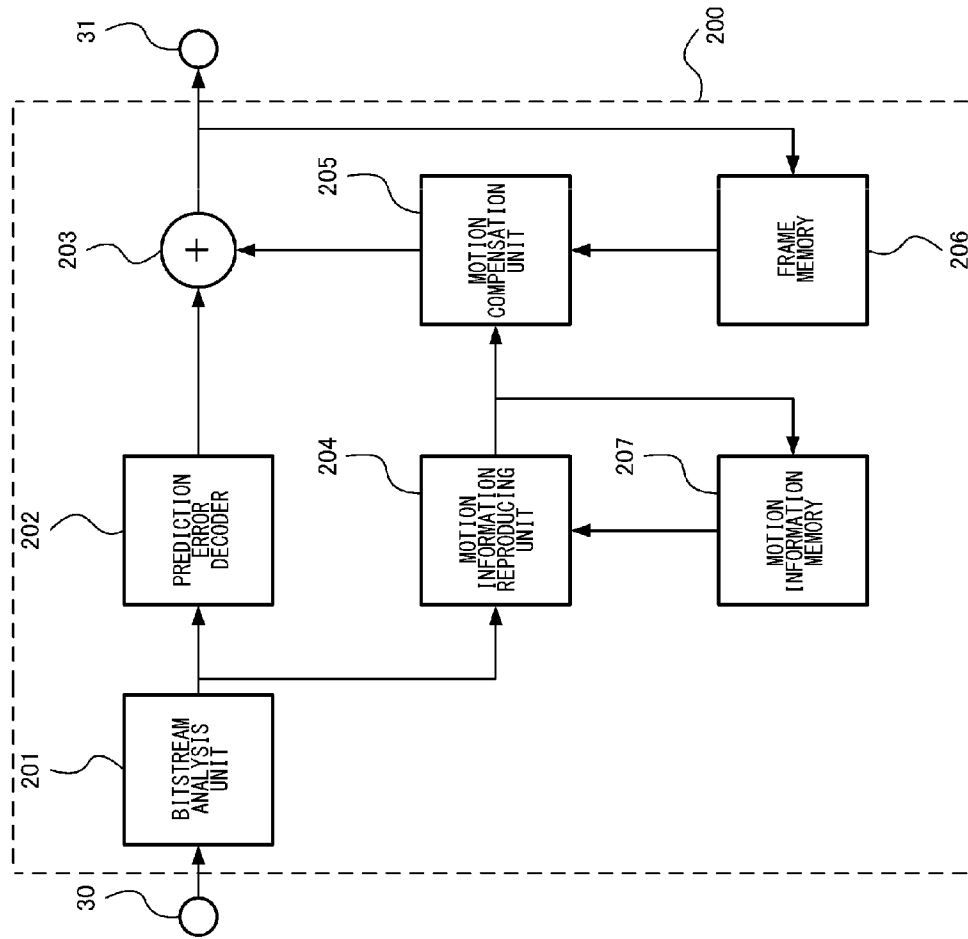 200
30
31
201
BITSTREAM
ANALYSIS
UNIT
202
PREDICTION
ERROR
DECODER
203
+
204
MOTION
INFORMATION
REPRODUCING
UNIT
205
MOTION
COMPENSATION
UNIT
207
MOTION
INFORMATION
MEMORY
FRAME
MEMORY
206